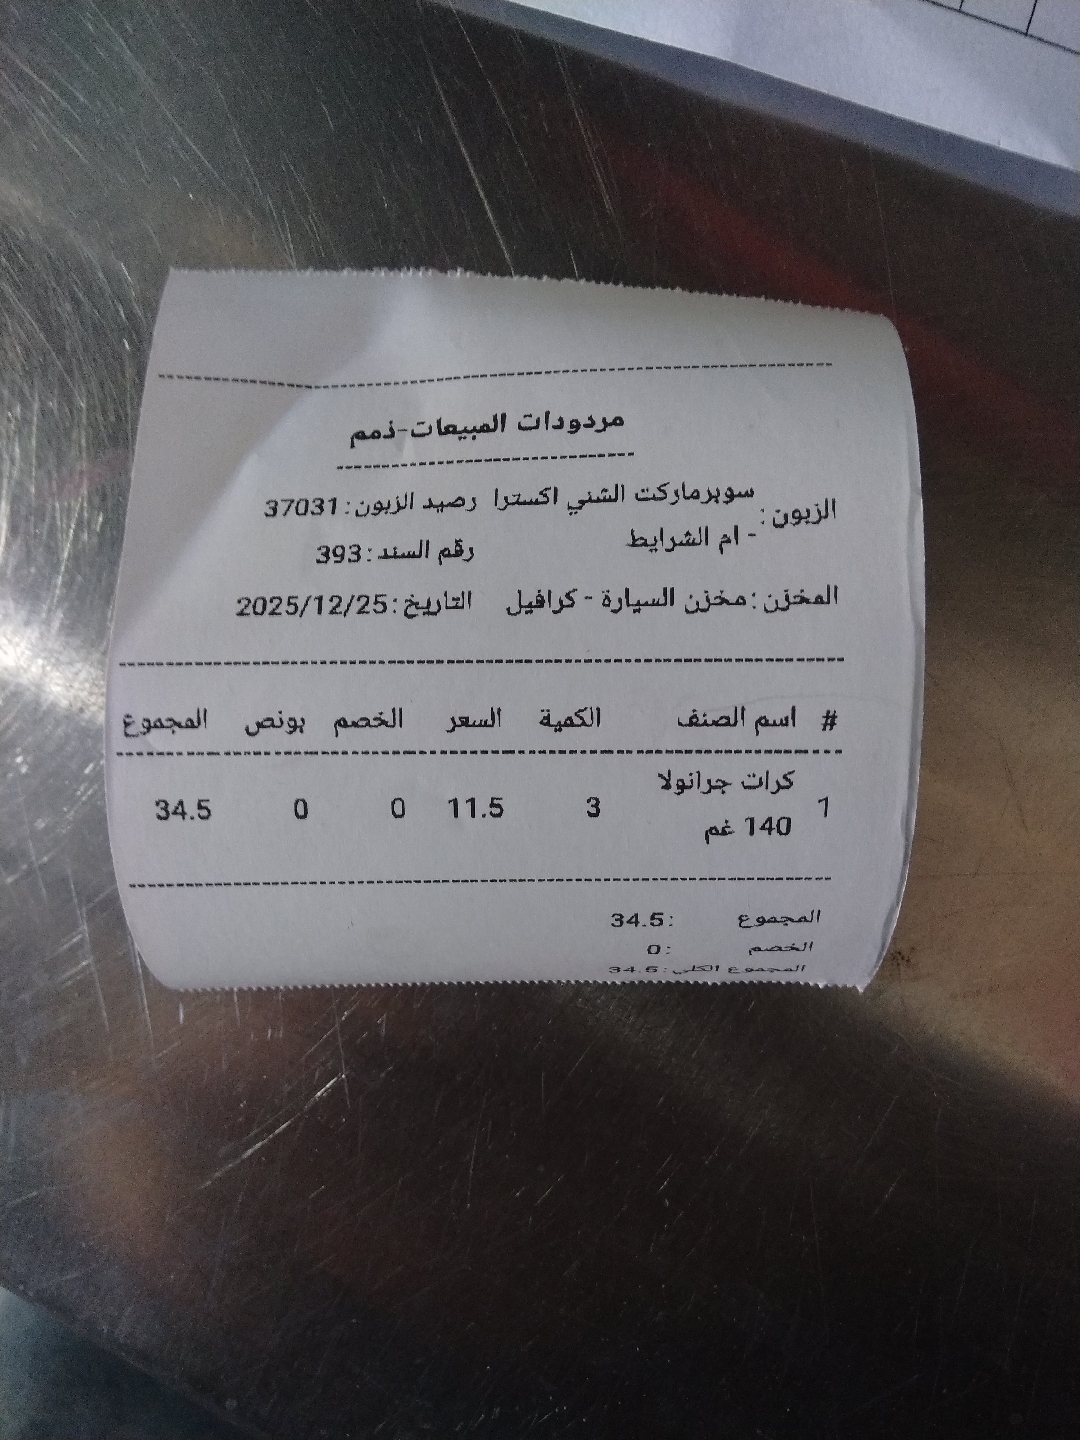 مردودات المبيعات-ذمم
الزبون: سوبرماركت الشني اكسترا - ام الشرايط
رصيد الزبون: 37031
رقم السند: 393
المخزن: مخزن السيارة - كرافيل
التاريخ: 2025/12/25
# اسم الصنف الكمية السعر الخصم بونص المجموع
1 كرات جرانولا 140 غم 3 11.5 0 0 34.5
المجموع : 34.5
الخصم : 0
المجموع الكلي: 34.5